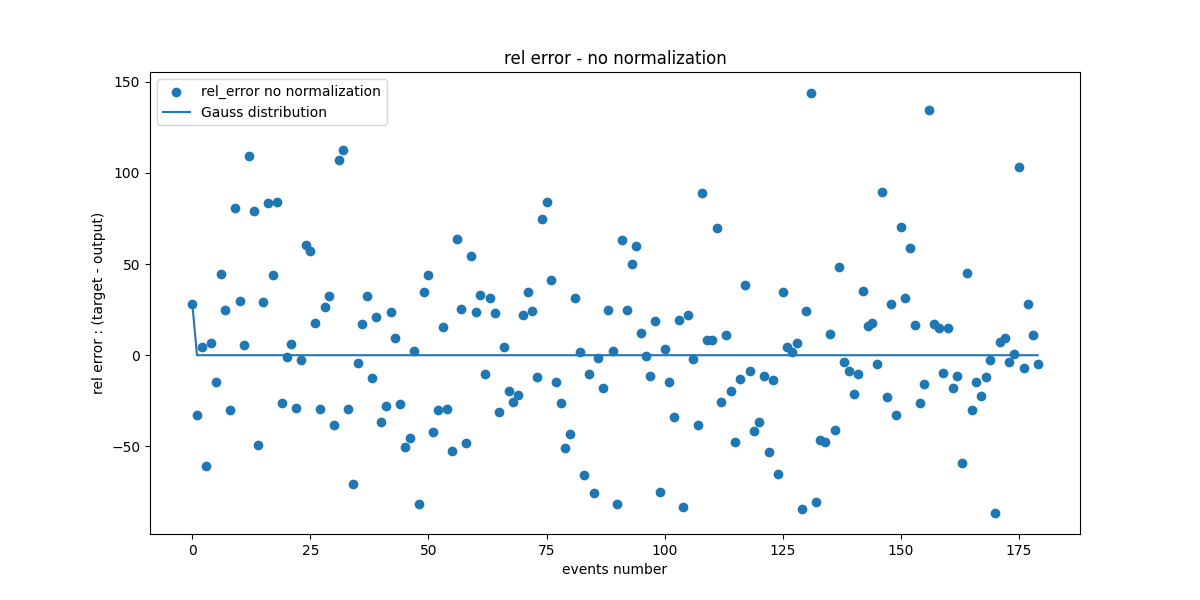 rel error - no normalization
rel_error no normalization
Gauss distribution
rel error : (target - output)
150
100
50
0
−50
0 25 50 75 100 125 150 175
events number